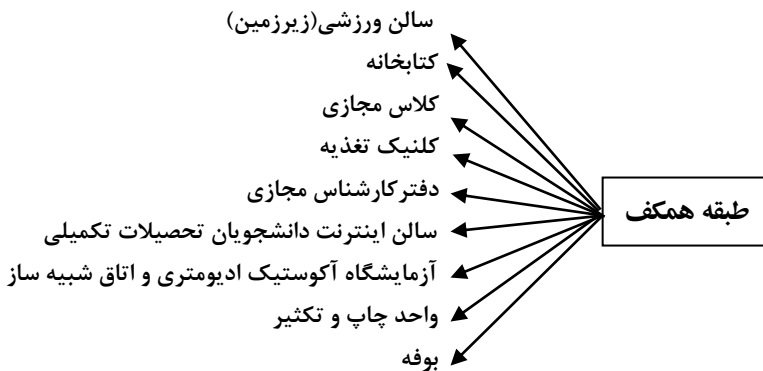 سالن ورزشی(زیرزمین)
کتابخانه
کلاس مجازی
کلنیک تغذیه
دفترکارشناس مجازی
طبقه همکف
سالن اینترنت دانشجویان تحصیلات تکمیلی
آزمایشگاه آکوستیک ادیومتری و اتاق شبیه ساز
واحد چاپ و تکثیر
بوفه